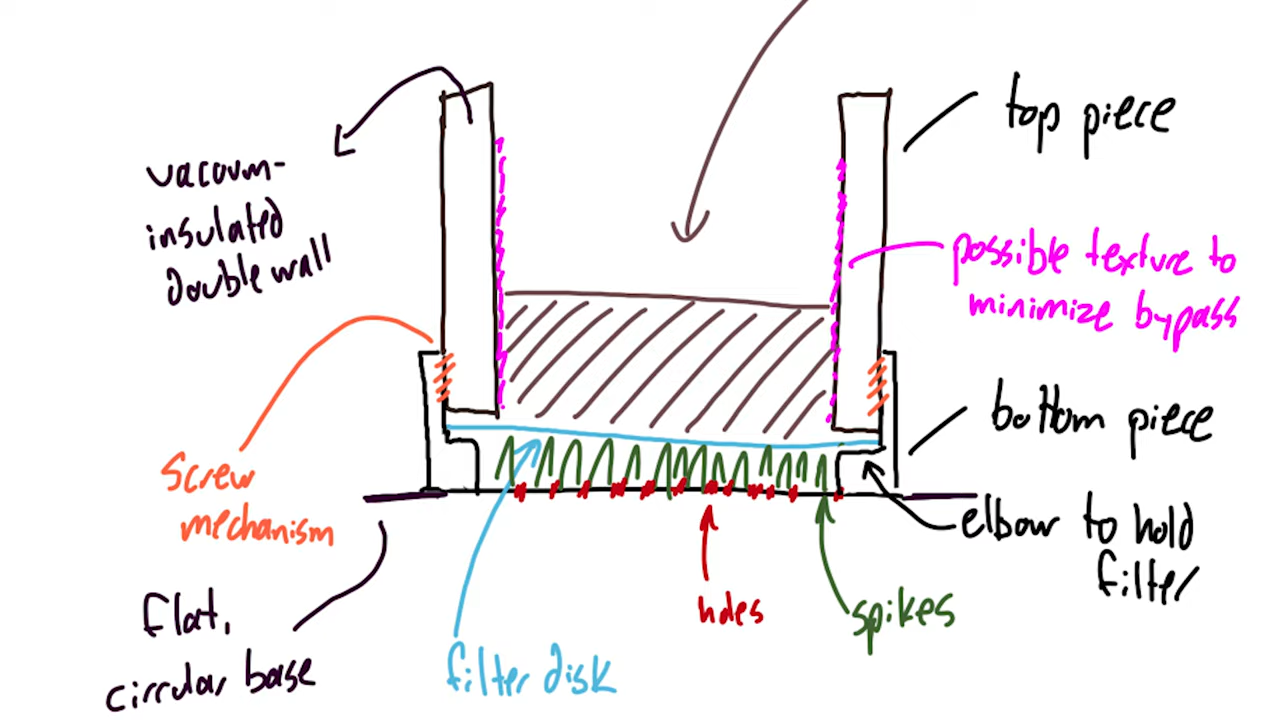 vacuum-
insulated
double wall
top piece
possible texture to
minimize bypass
Screw
mechanism
bottom piece
elbow to hold
filter
holes
spikes
flat,
circular base
filter disk